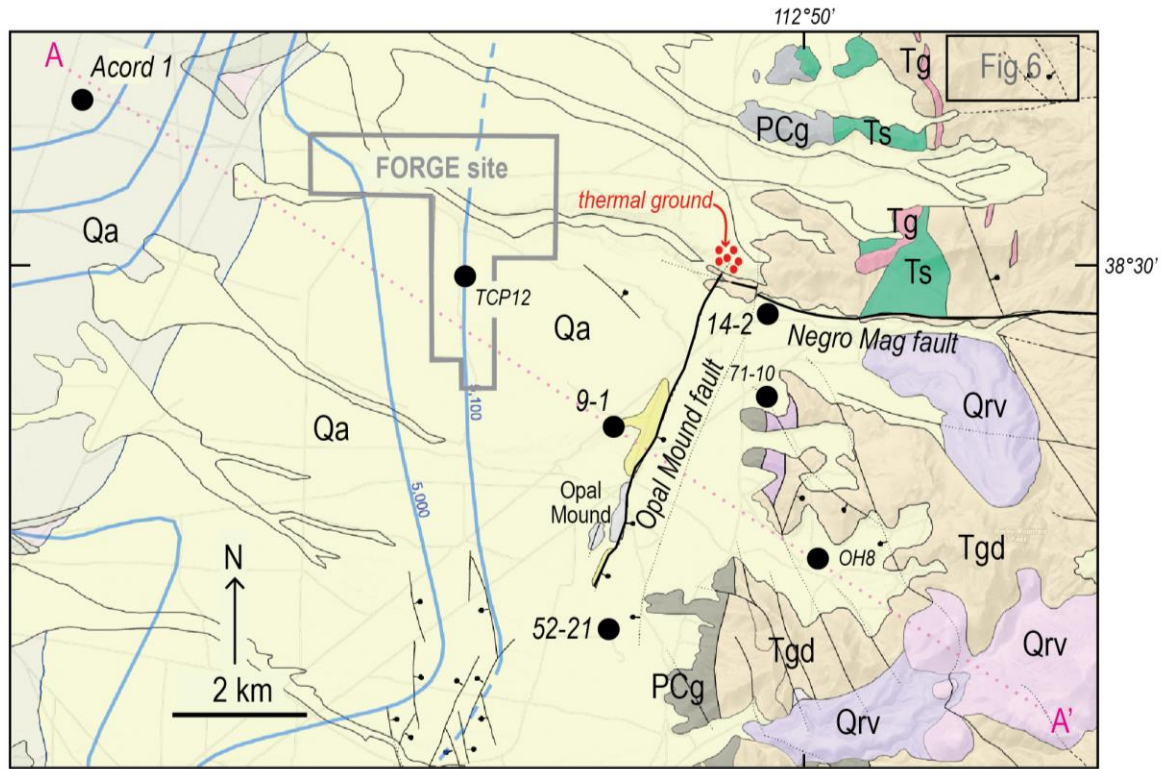 112°50'
A
Acord 1
Tg
Fig 6
PCg
Ts
FORGE site
thermal ground
Qa
Tg
Ts
38°30
TCP12
Qa
14-2
Negro Mag fault
71-10
5,100
9-1
Qrv
Qa
Opal Mound fault
5,000
Opal
Mound
OH8
Tgd
N
52-21
2 km
PCg
Tgd
Qrv
Qrv
A'